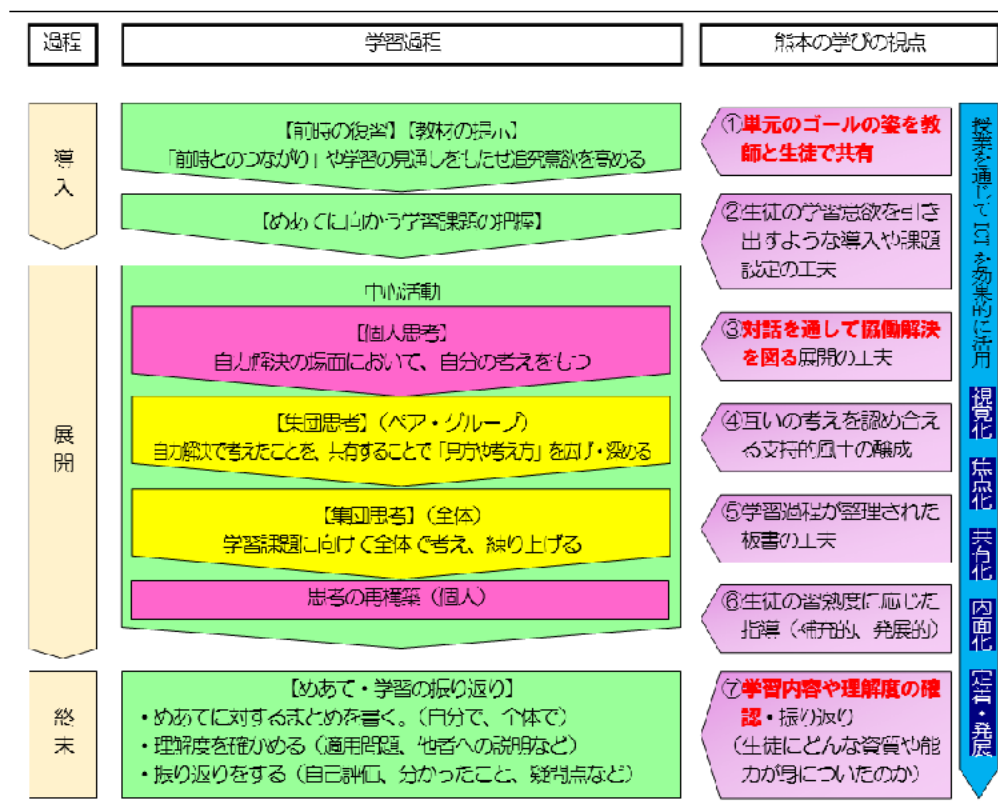 過程
学習過程
熊本の学びの視点
導入
【前時の復習】【教材の提示】
「前時とのつながり」や学習の見通しをもたせ追究意欲を高める
【めあてに向かう学習課題の把握】
①単元のゴールの姿を教
師と生徒で共有
②生徒の学習意欲を引き
出すような導入や課題
設定の工夫
展開
中心活動
【個人思考】
自力解決の場面において、自分の考えをもつ
【集団思考】（ペア・グループ）
自力解決で考えたことを、共有することで「見方や考え方」を広げ・深める
【集団思考】（全体）
学習課題に向けて全体で考え、練り上げる
思考の再構築（個人）
③対話を通して協働解決
を図る展開の工夫
④互いの考えを認め合え
る支持的風土の醸成
⑤学習過程が整理された
板書の工夫
⑥生徒の習熟度に応じた
指導（補充的、発展的）
終末
【めあて・学習の振り返り】
・めあてに対するまとめを書く。（自分で、全体で）
・理解度を確かめる（適用問題、他者への説明など）
・振り返りをする（自己評価、分かったこと、疑問点など）
⑦学習内容や理解度の確
認・振り返り
（生徒にどんな資質や能
力が身についたのか）
授業を通じてICTを効果的に活用
視覚化
焦点化
共有化
内面化
定着・発展